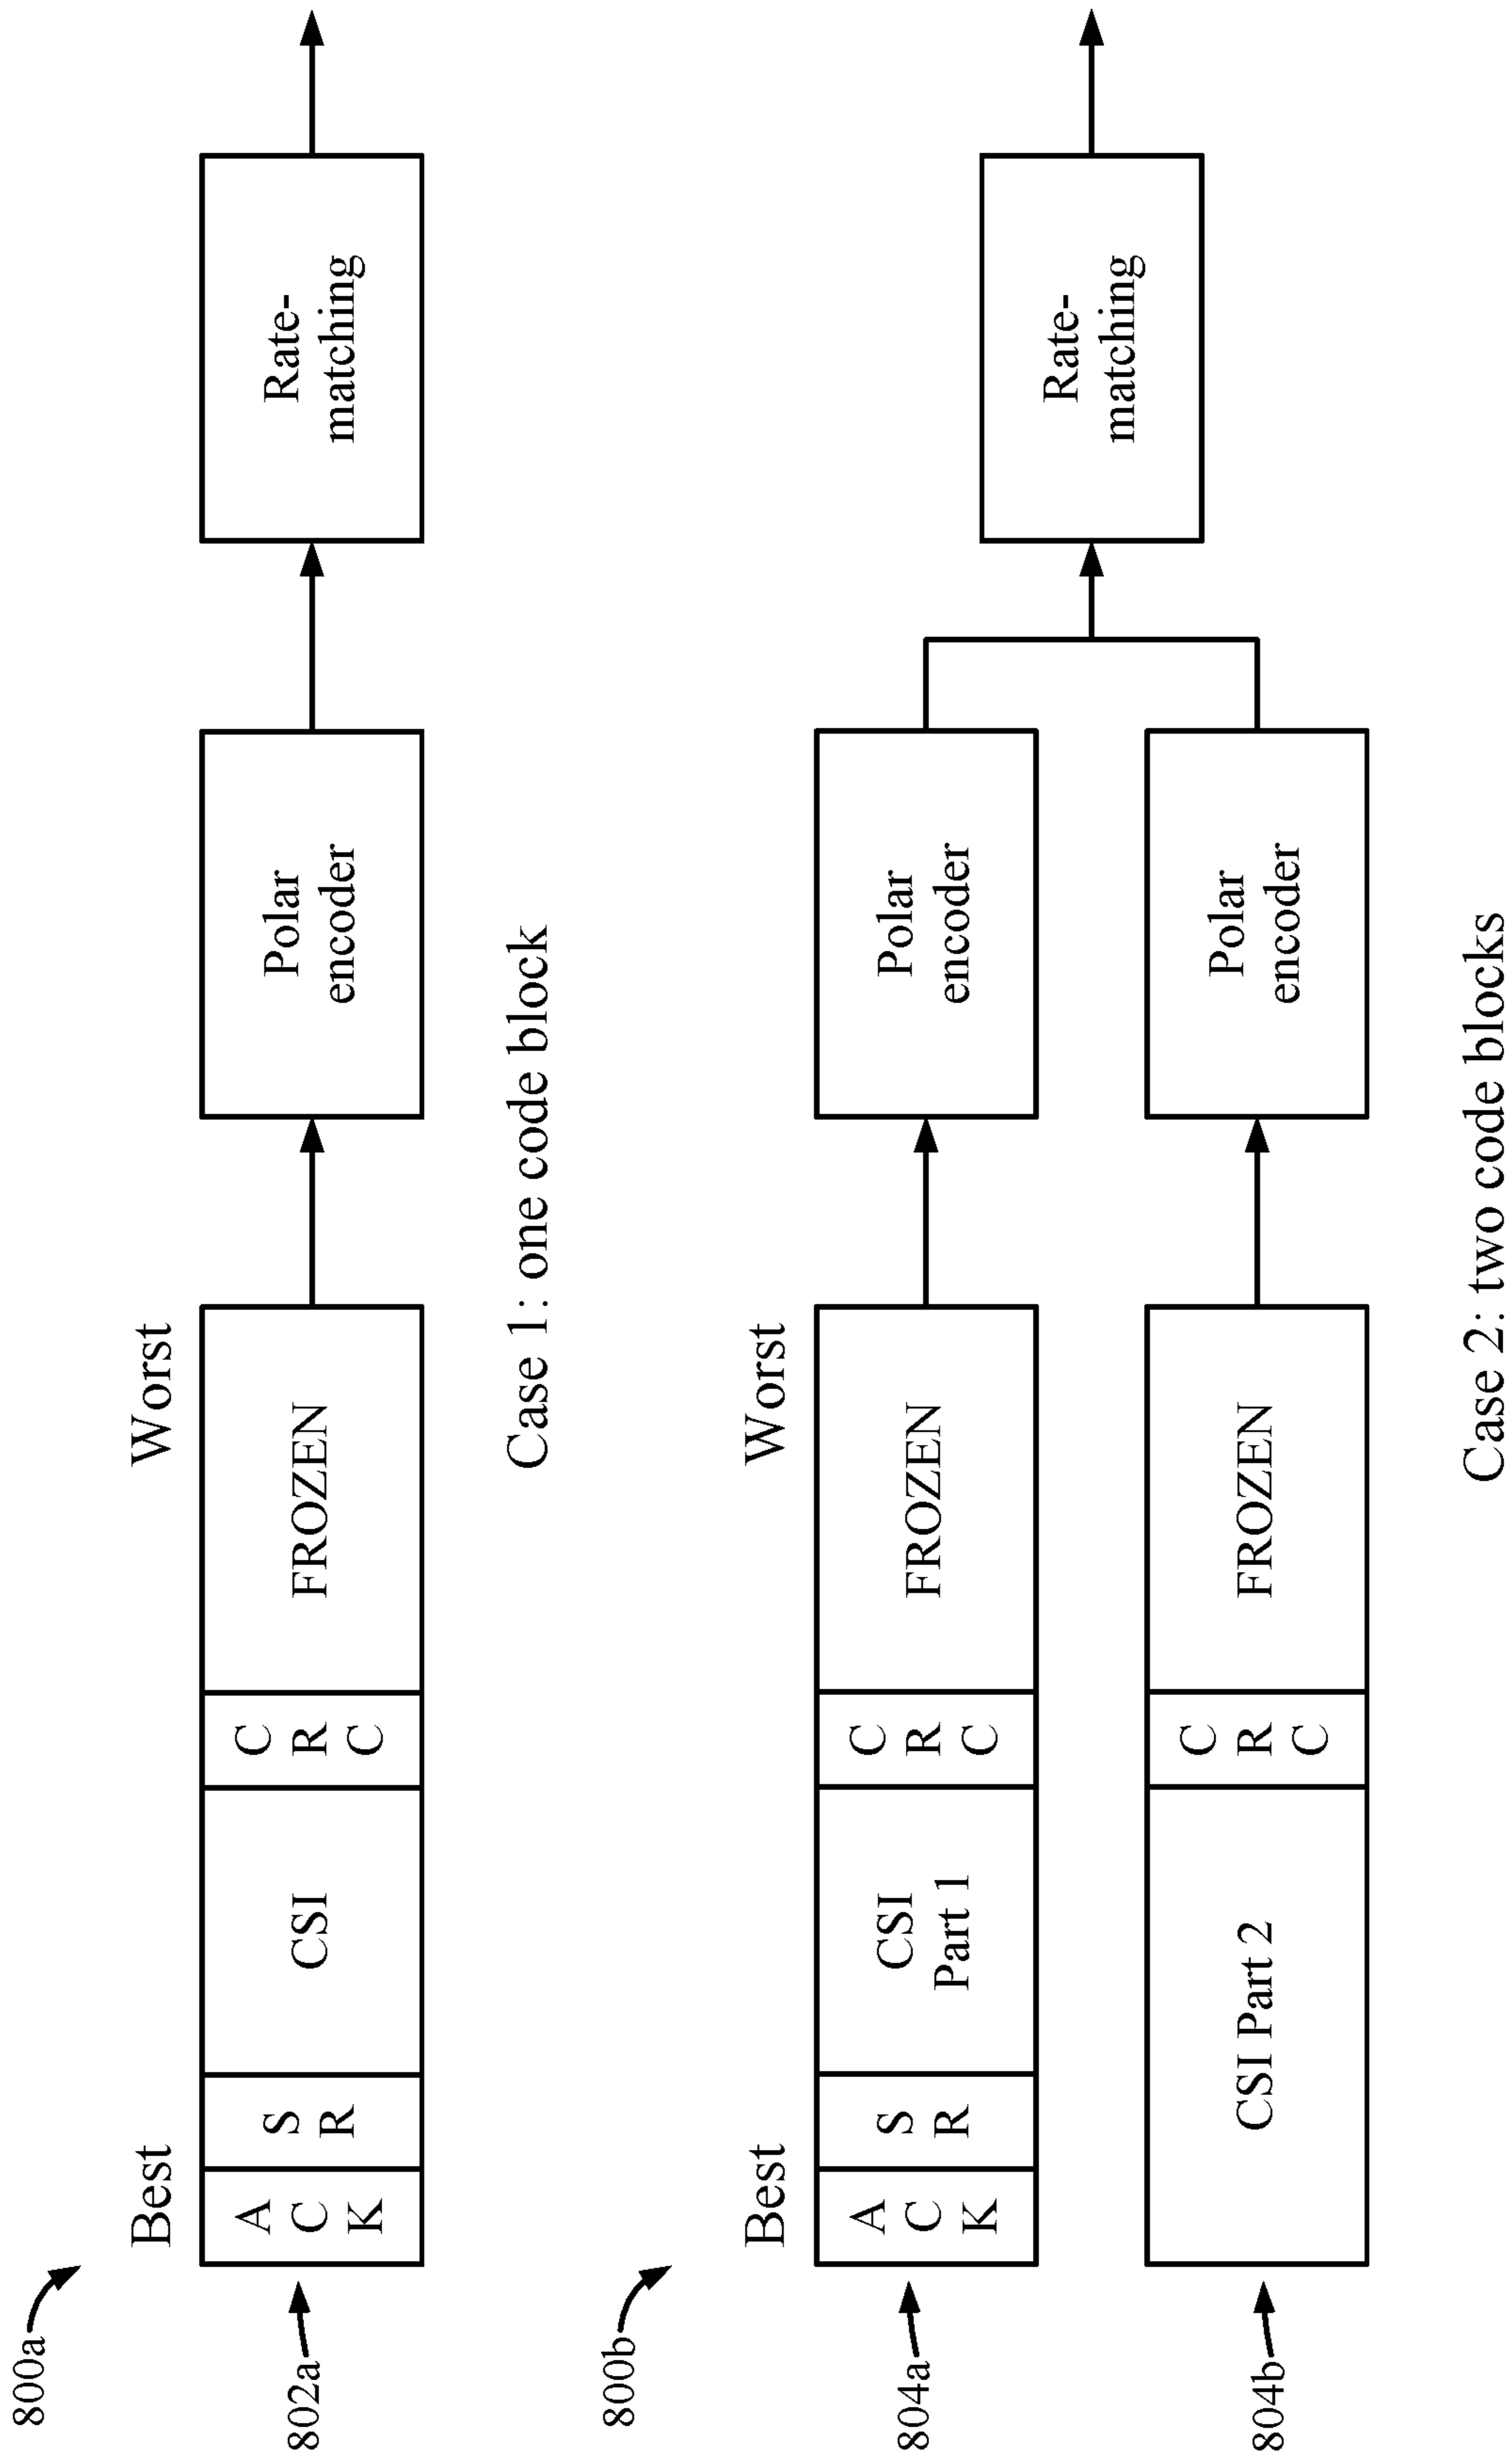 800a
Best
Worst
802a
A
C
K
S
R
CSI
C
R
C
FROZEN
Polar
encoder
Rate-
matching
Case 1: one code block
800b
Best
Worst
804a
A
C
K
S
R
CSI
Part 1
C
R
C
FROZEN
Polar
encoder
Rate-
matching
804b
CSI Part 2
C
R
C
FROZEN
Polar
encoder
Case 2: two code blocks